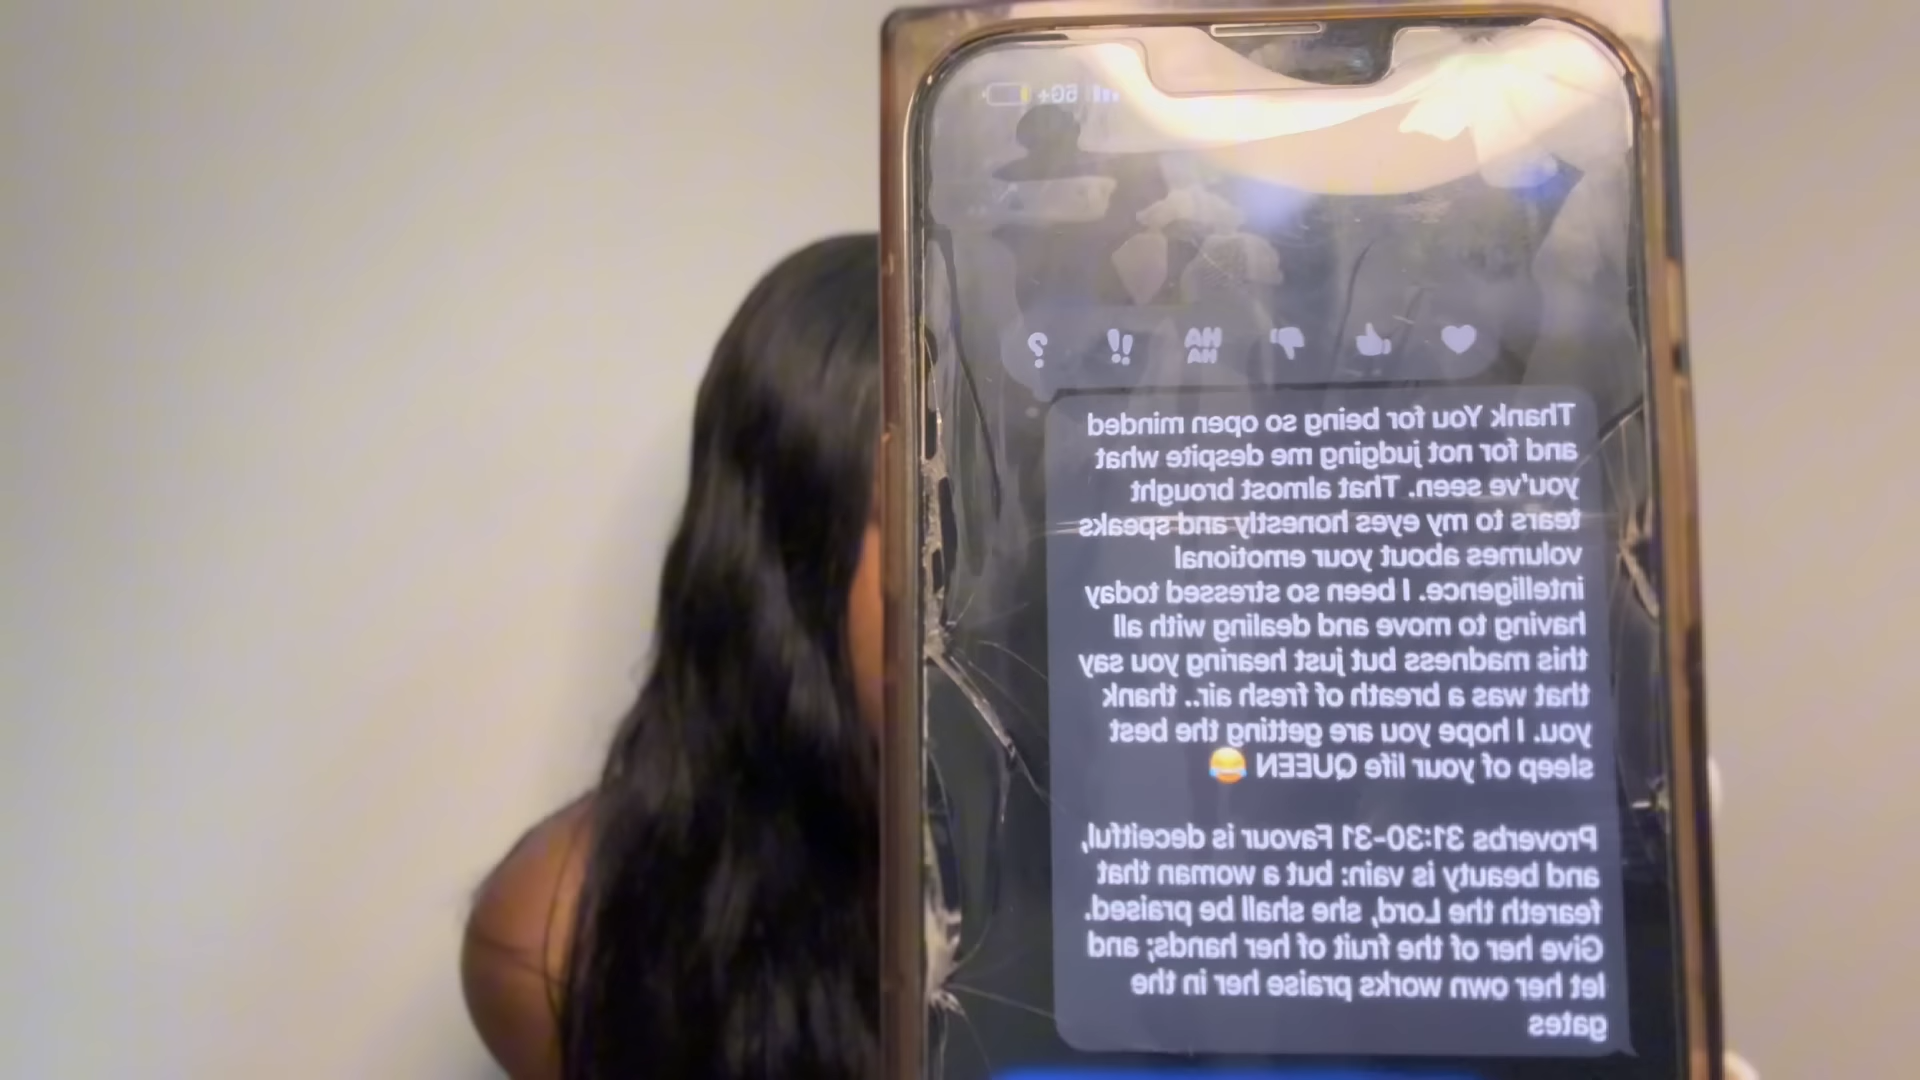 5G+
HA
HA
Thank You for being so open minded
and for not judging me despite what
you've seen. That almost brought
tears to my eyes honestly and speaks
volumes about your emotional
intelligence. I been so stressed today
having to move and dealing with all
this madness but just hearing you say
that was a breath of fresh air.. thank
you. I hope you are getting the best
sleep of your life QUEEN 😂
Proverbs 31:30-31 Favour is deceitful,
and beauty is vain: but a woman that
feareth the Lord, she shall be praised.
Give her of the fruit of her hands; and
let her own works praise her in the
gates